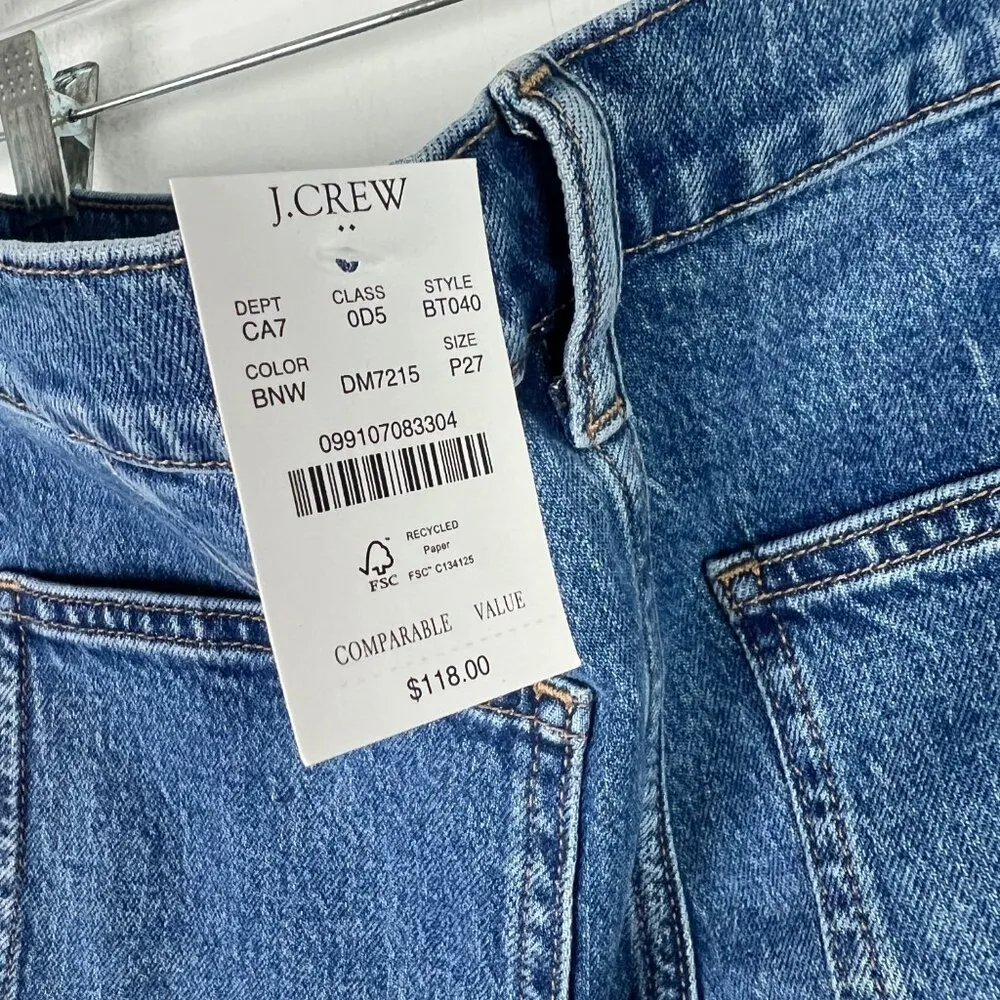 J.CREW
DEPT CLASS STYLE
CA7 0D5 BT040
COLOR SIZE
BNW DM7215 P27
099107083304
RECYCLED
Paper
FSC FSC™ C134125
COMPARABLE VALUE
$118.00